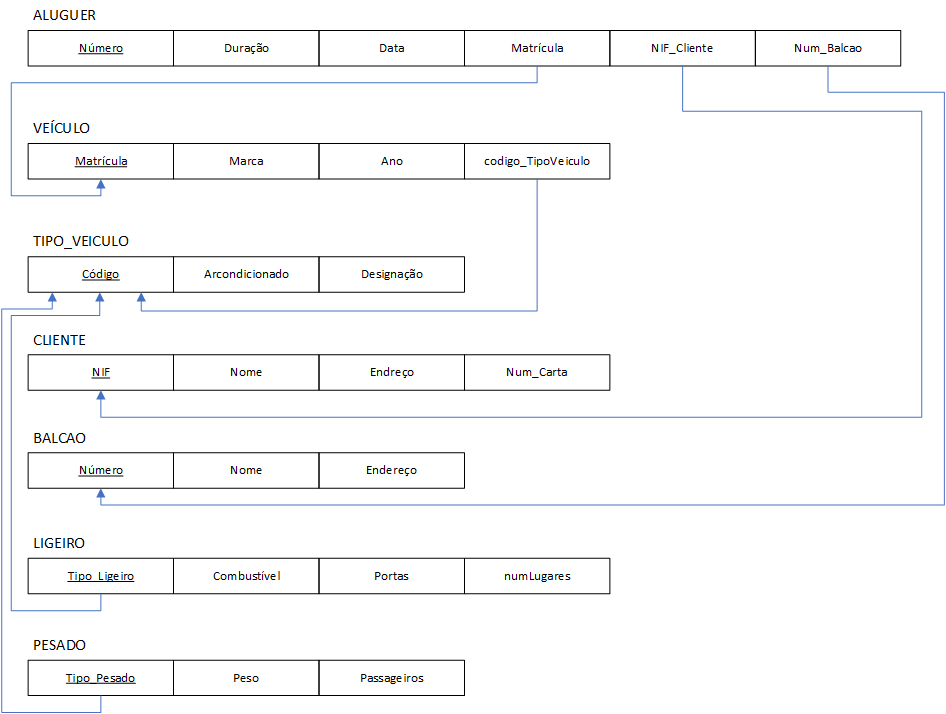 ALUGUER
Número Duração Data Matrícula NIF_Cliente Num_Balcao
VEÍCULO
Matrícula Marca Ano codigo_TipoVeiculo
TIPO_VEICULO
Código Arcondicionado Designação
CLIENTE
NIF Nome Endreço Num_Carta
BALCAO
Número Nome Endereço
LIGEIRO
Tipo_Ligeiro Combustível Portas numLugares
PESADO
Tipo_Pesado Peso Passageiros